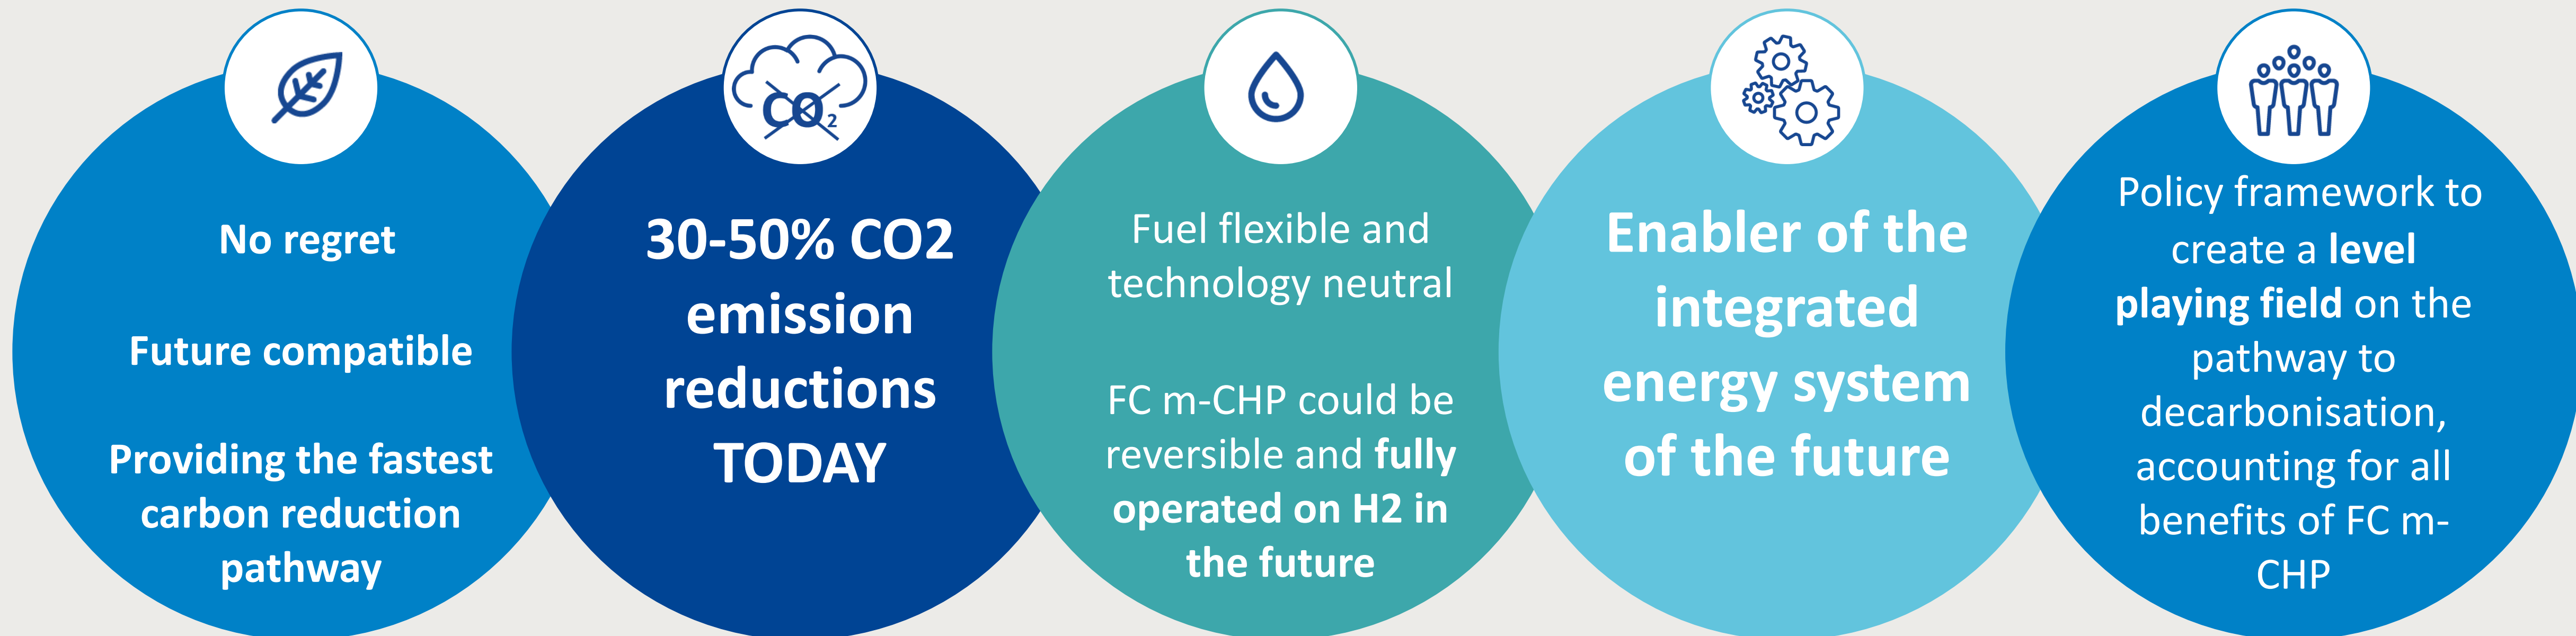 No regret
Future compatible
Providing the fastest
carbon reduction
pathway
CO2
30-50% CO2
emission
reductions
TODAY
Fuel flexible and
technology neutral
FC m-CHP could be
reversible and fully
operated on H2 in
the future
Enabler of the
integrated
energy system
of the future
Policy framework to
create a level
playing field on the
pathway to
decarbonisation,
accounting for all
benefits of FC m-
CHP